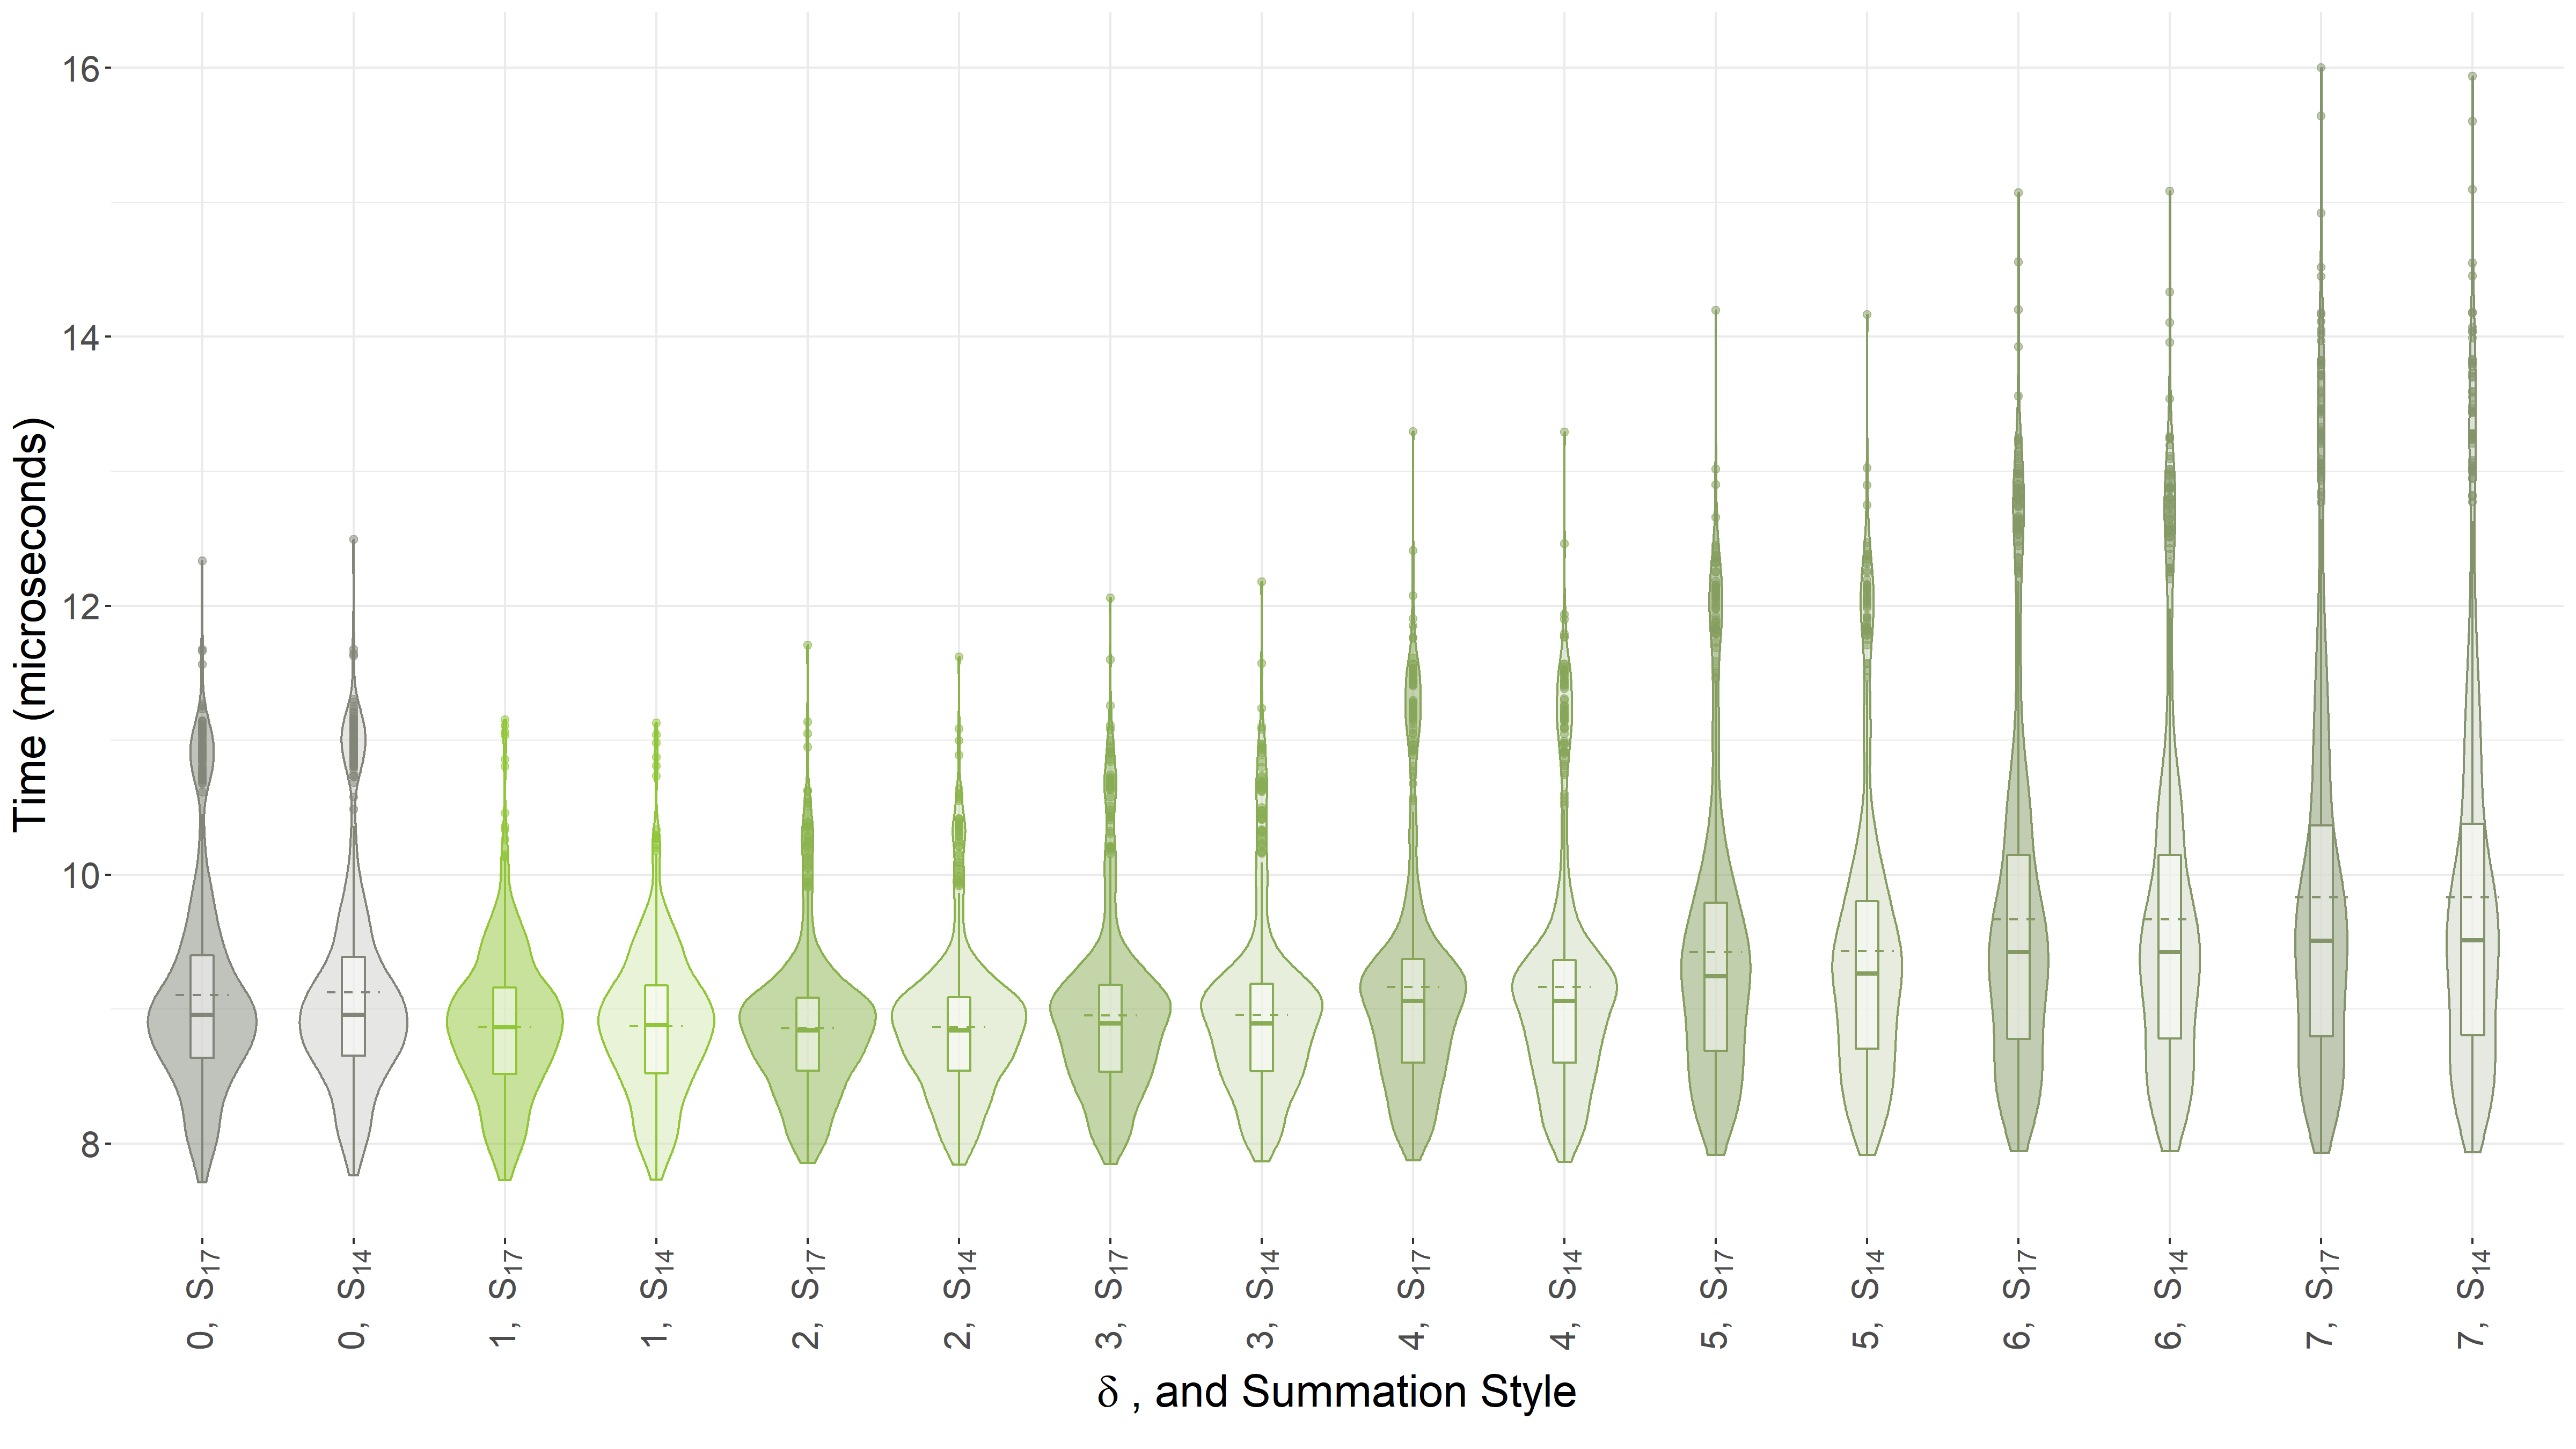 Time (microseconds)
16
14
12
10
8
0, S17
0, S14
1, S17
1, S14
2, S17
2, S14
3, S17
3, S14
4, S17
4, S14
5, S17
5, S14
6, S17
6, S14
7, S17
7, S14
δ , and Summation Style